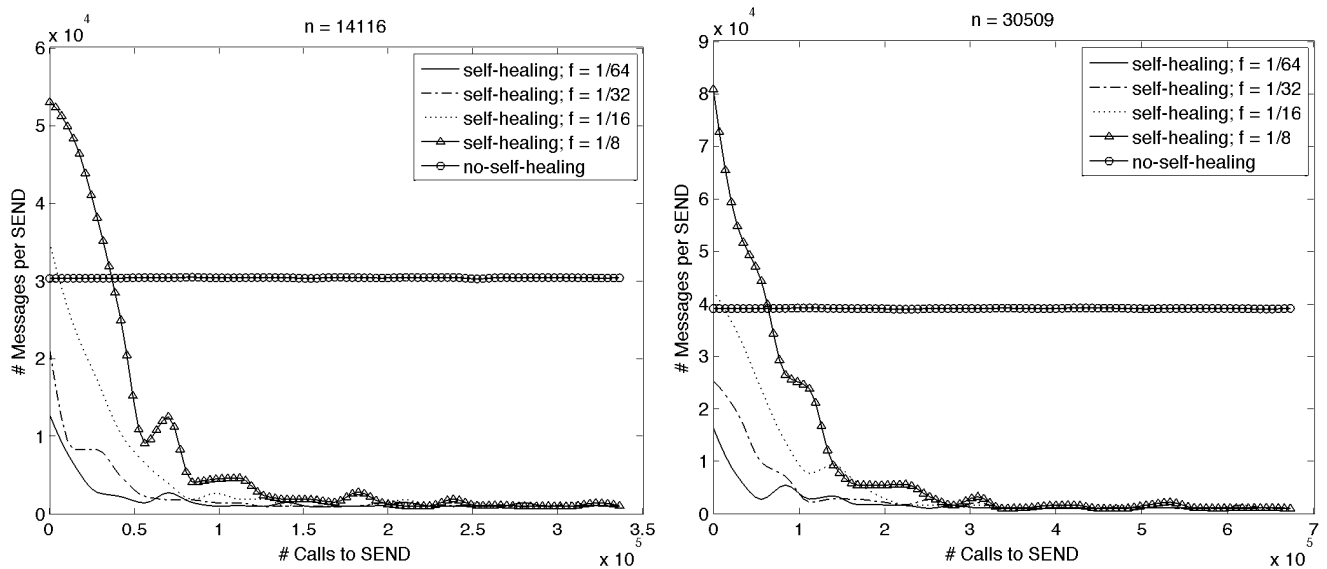 n = 14116
x 10^4
6
5
4
3
2
1
0
# Messages per SEND
self-healing; f = 1/64
self-healing; f = 1/32
self-healing; f = 1/16
self-healing; f = 1/8
no-self-healing
0 0.5 1 1.5 2 2.5 3 3.5
# Calls to SEND
x 10^5
n = 30509
x 10^4
9
8
7
6
5
4
3
2
1
0
# Messages per SEND
self-healing; f = 1/64
self-healing; f = 1/32
self-healing; f = 1/16
self-healing; f = 1/8
no-self-healing
0 1 2 3 4 5 6 7
# Calls to SEND
x 10^5